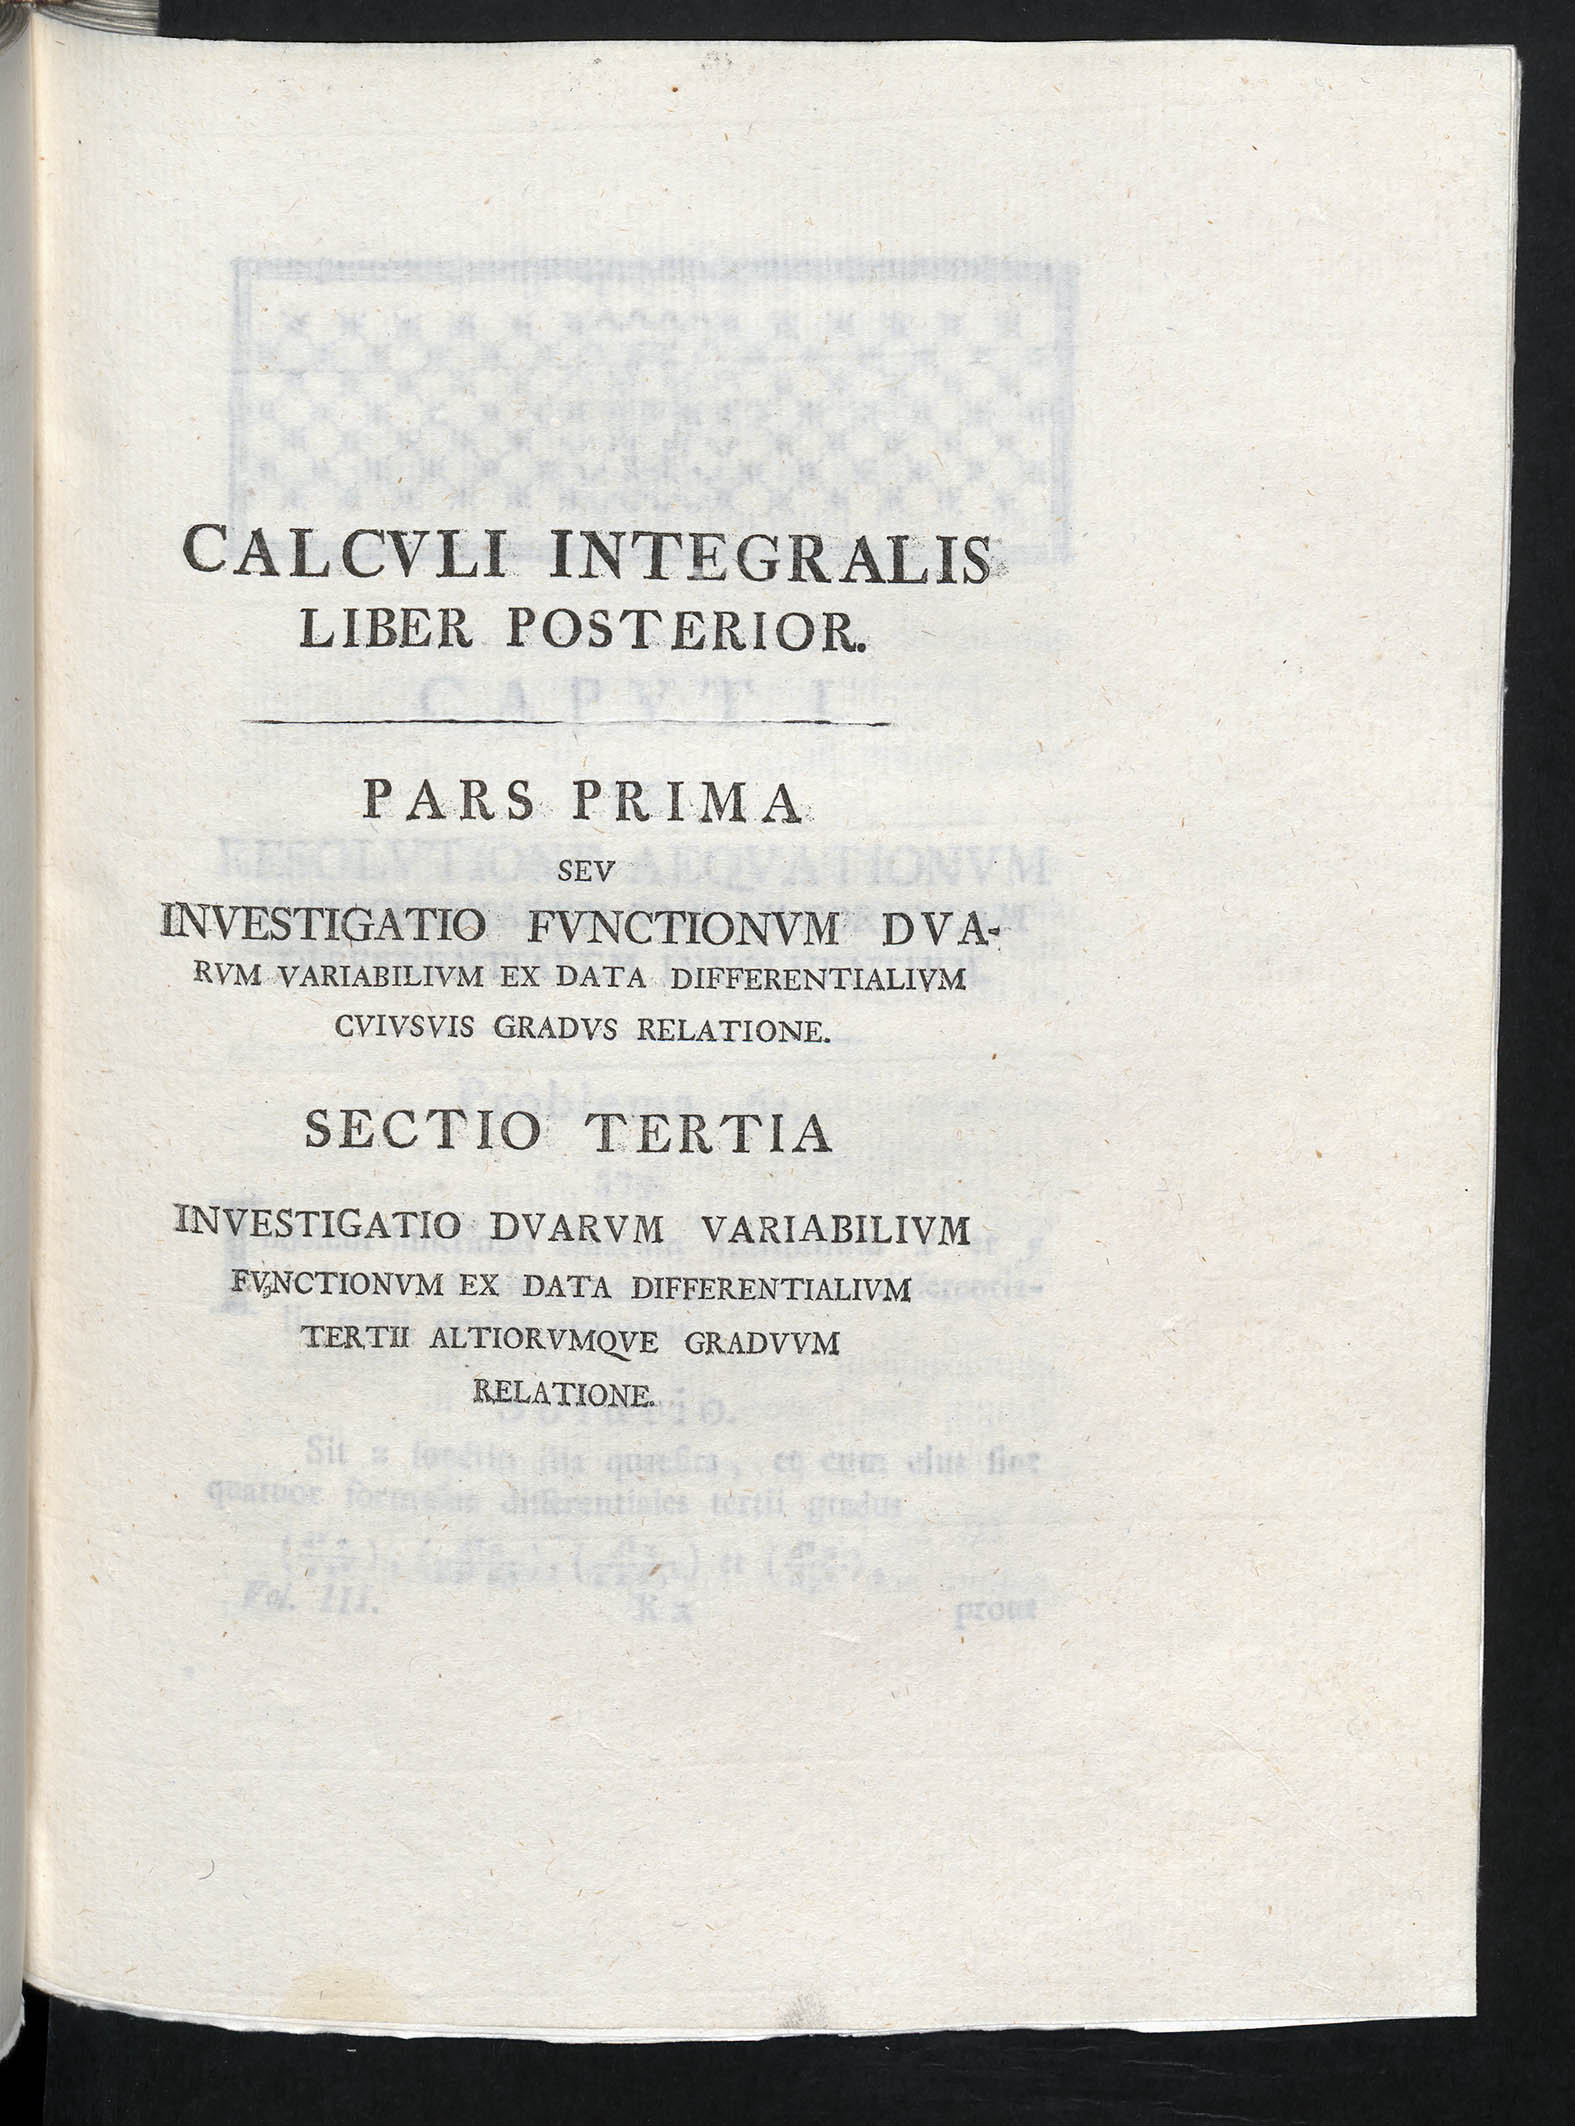 CALCVLI INTEGRALIS
LIBER POSTERIOR.
PARS PRIMA
SEV
INVESTIGATIO FVNCTIONVM DVA-
RVM VARIABILIVM EX DATA DIFFERENTIALIVM
CVIVSVIS GRADVS RELATIONE.
SECTIO TERTIA
INVESTIGATIO DVARVM VARIABILIVM
FVNCTIONVM EX DATA DIFFERENTIALIVM
TERTII ALTIORVMQVE GRADVVM
RELATIONE.